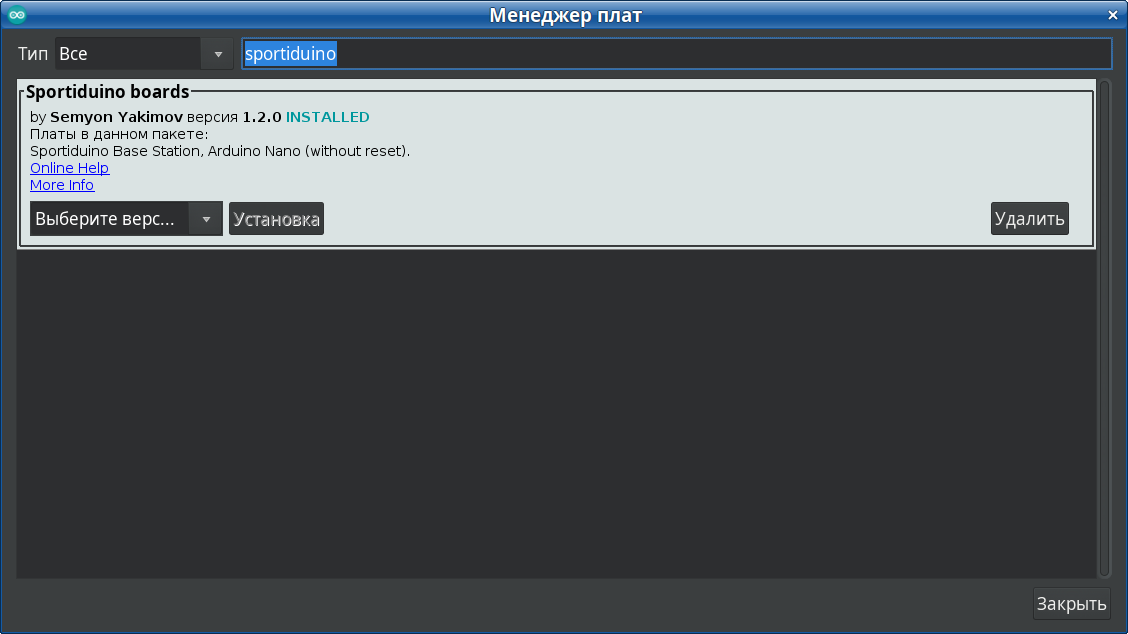 Менеджер плат
Тип Все sportiduino
Sportiduino boards
by Semyon Yakimov версия 1.2.0 INSTALLED
Платы в данном пакете:
Sportiduino Base Station, Arduino Nano (without reset).
Online Help
More Info
Выберите верс... Установка Удалить
Закрыть